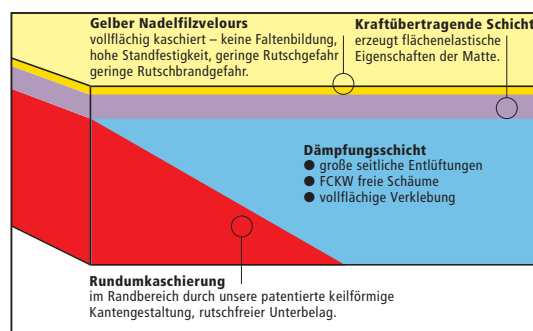 Gelber Nadelfilzvelours
vollflächig kaschiert – keine Faltenbildung,
hohe Standfestigkeit, geringe Rutschgefahr
geringe Rutschbrandgefahr.
Kraftübertragende Schicht
erzeugt flächenelastische
Eigenschaften der Matte.
Dämpfungsschicht
● große seitliche Entlüftungen
● FCKW freie Schäume
● vollflächige Verklebung
Rundumkaschierung
im Randbereich durch unsere patentierte keilförmige
Kantengestaltung, rutschfreier Unterbelag.